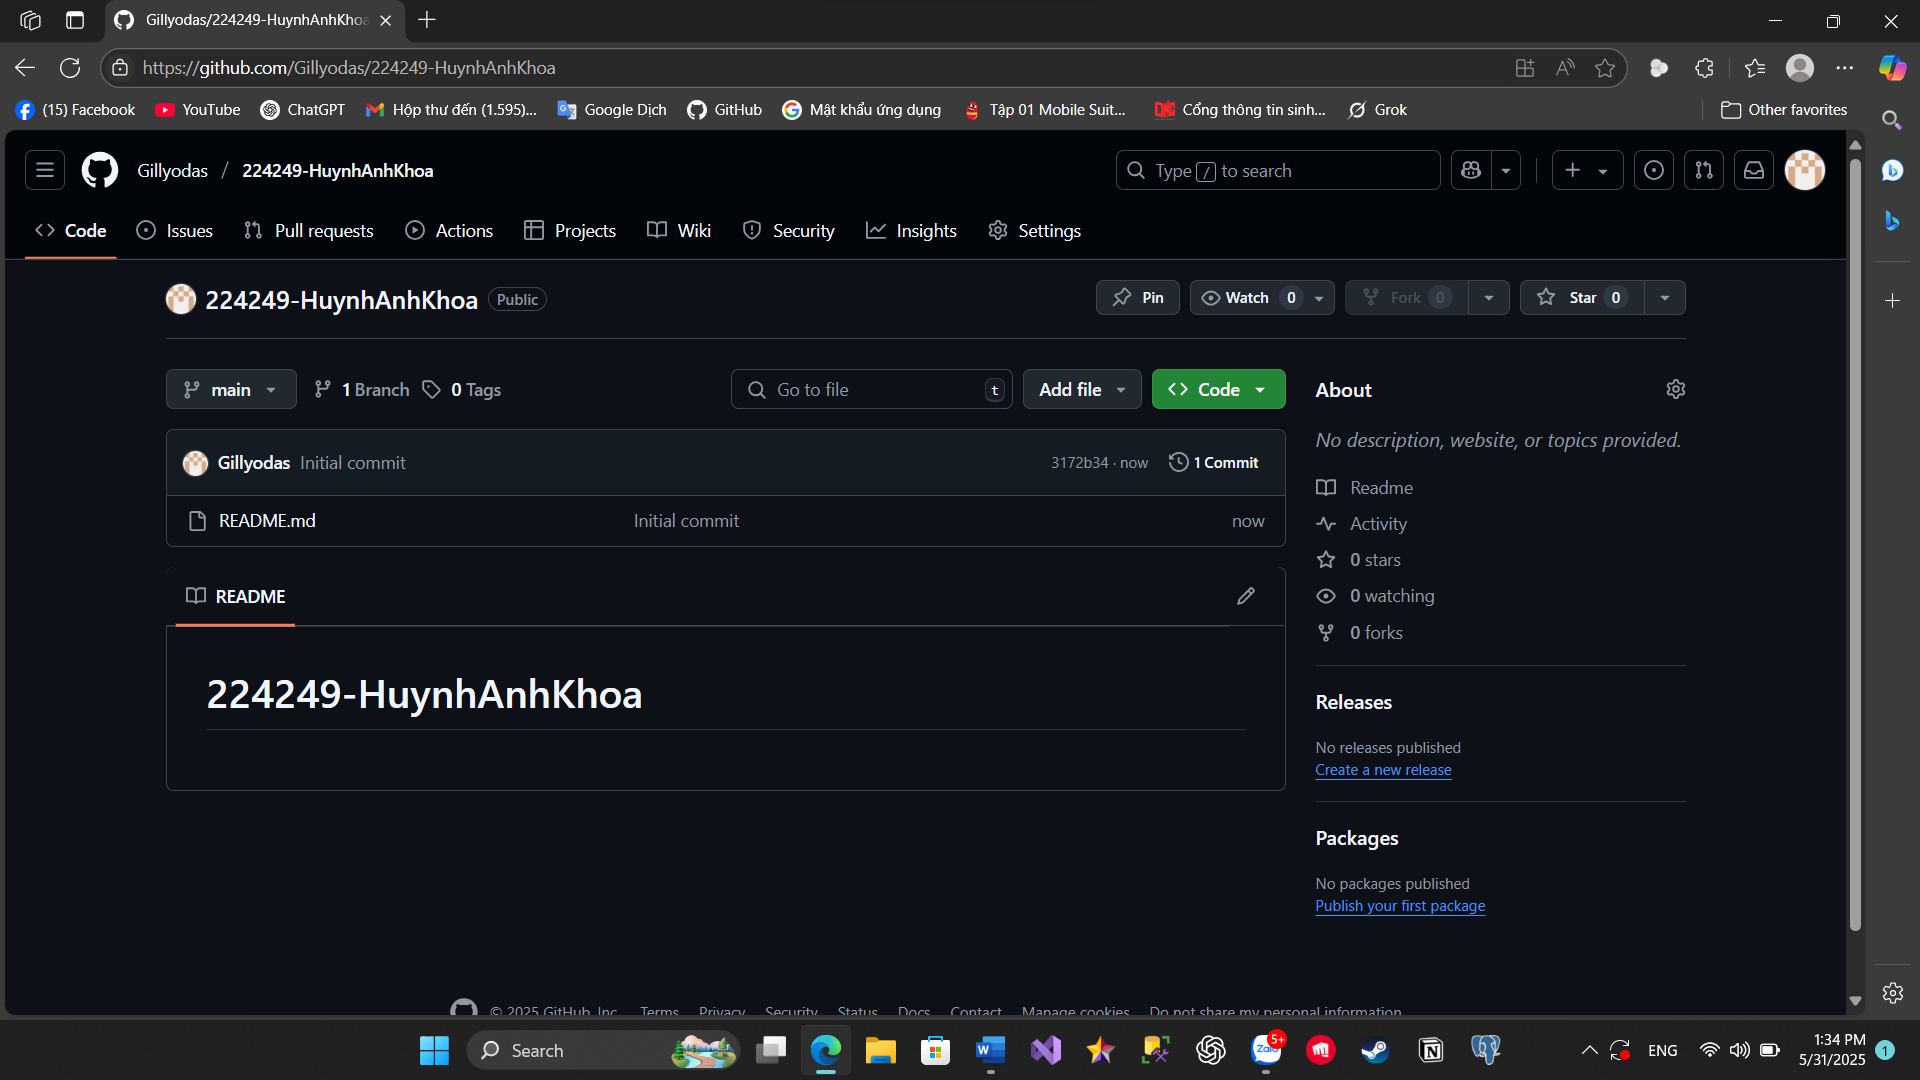 Gillyodas/224249-HuynhAnhKhoa
https://github.com/Gillyodas/224249-HuynhAnhKhoa
(15) Facebook YouTube ChatGPT Hộp thư đến (1.595)... Google Dịch GitHub Mật khẩu ứng dụng Tập 01 Mobile Suit... Cổng thông tin sinh... Grok Other favorites
Gillyodas / 224249-HuynhAnhKhoa Type / to search
Code Issues Pull requests Actions Projects Wiki Security Insights Settings
224249-HuynhAnhKhoa Public Pin Watch 0 Fork 0 Star 0
main 1 Branch 0 Tags Go to file t Add file Code
Gillyodas Initial commit 3172b34 · now 1 Commit
README.md Initial commit now
README
224249-HuynhAnhKhoa
About
No description, website, or topics provided.
Readme
Activity
0 stars
0 watching
0 forks
Releases
No releases published
Create a new release
Packages
No packages published
Publish your first package
© 2025 GitHub, Inc. Terms Privacy Security Status Docs Contact Manage cookies Do not share my personal information
Search Zalo 5+ ENG 1:34 PM
5/31/2025 1